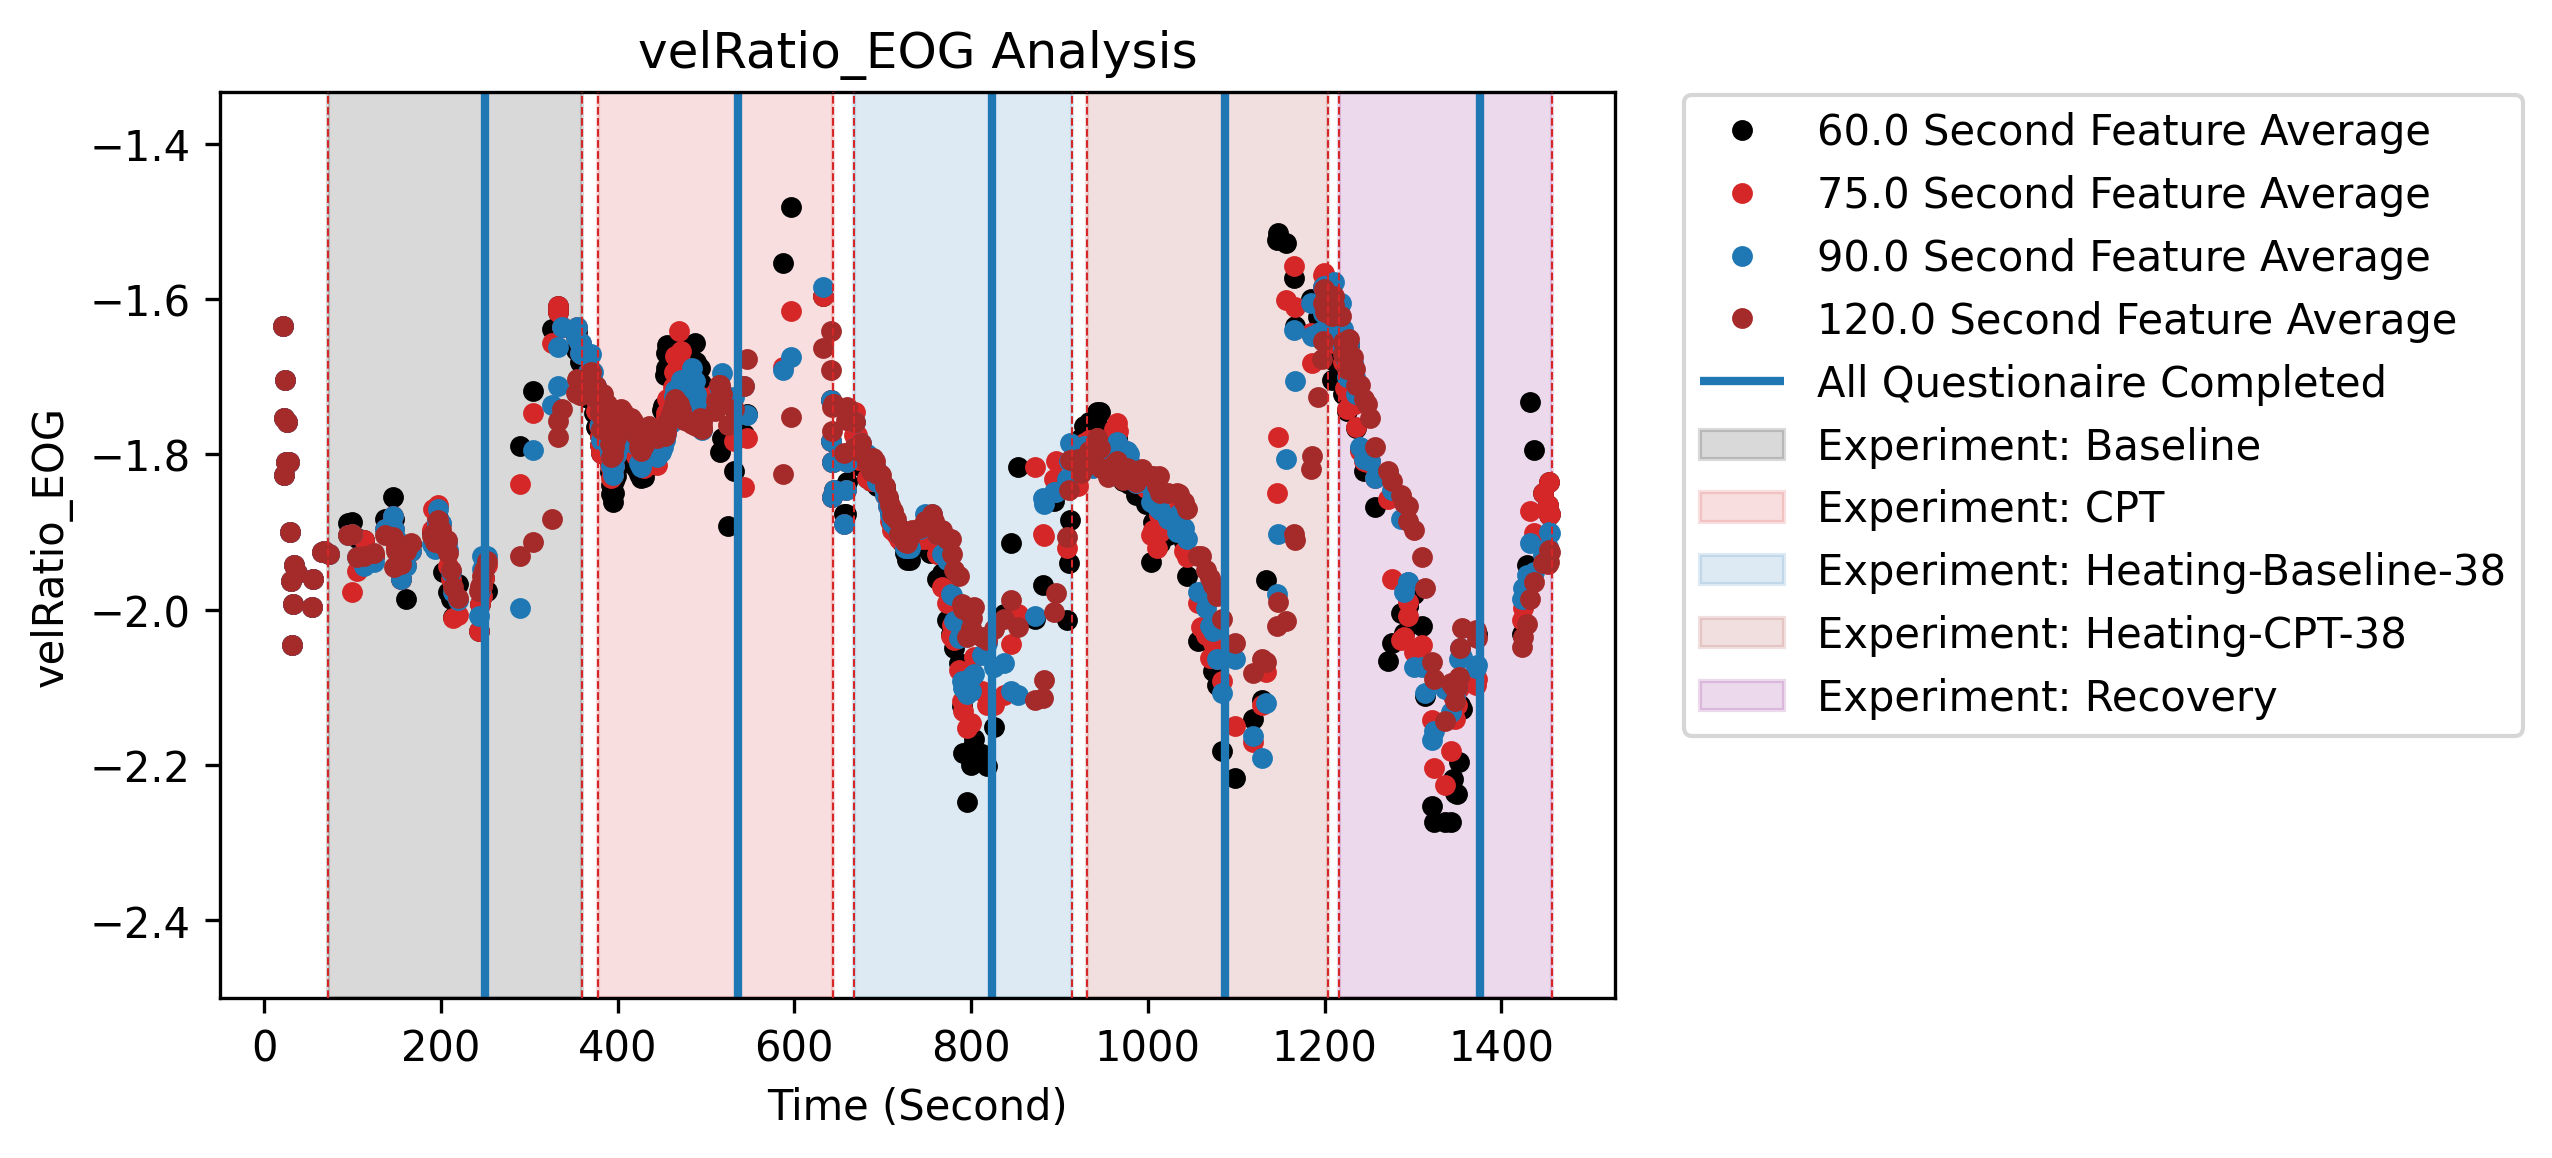 velRatio_EOG Analysis
velRatio_EOG
−1.4
−1.6
−1.8
−2.0
−2.2
−2.4
0 200 400 600 800 1000 1200 1400
Time (Second)
60.0 Second Feature Average
75.0 Second Feature Average
90.0 Second Feature Average
120.0 Second Feature Average
All Questionaire Completed
Experiment: Baseline
Experiment: CPT
Experiment: Heating-Baseline-38
Experiment: Heating-CPT-38
Experiment: Recovery